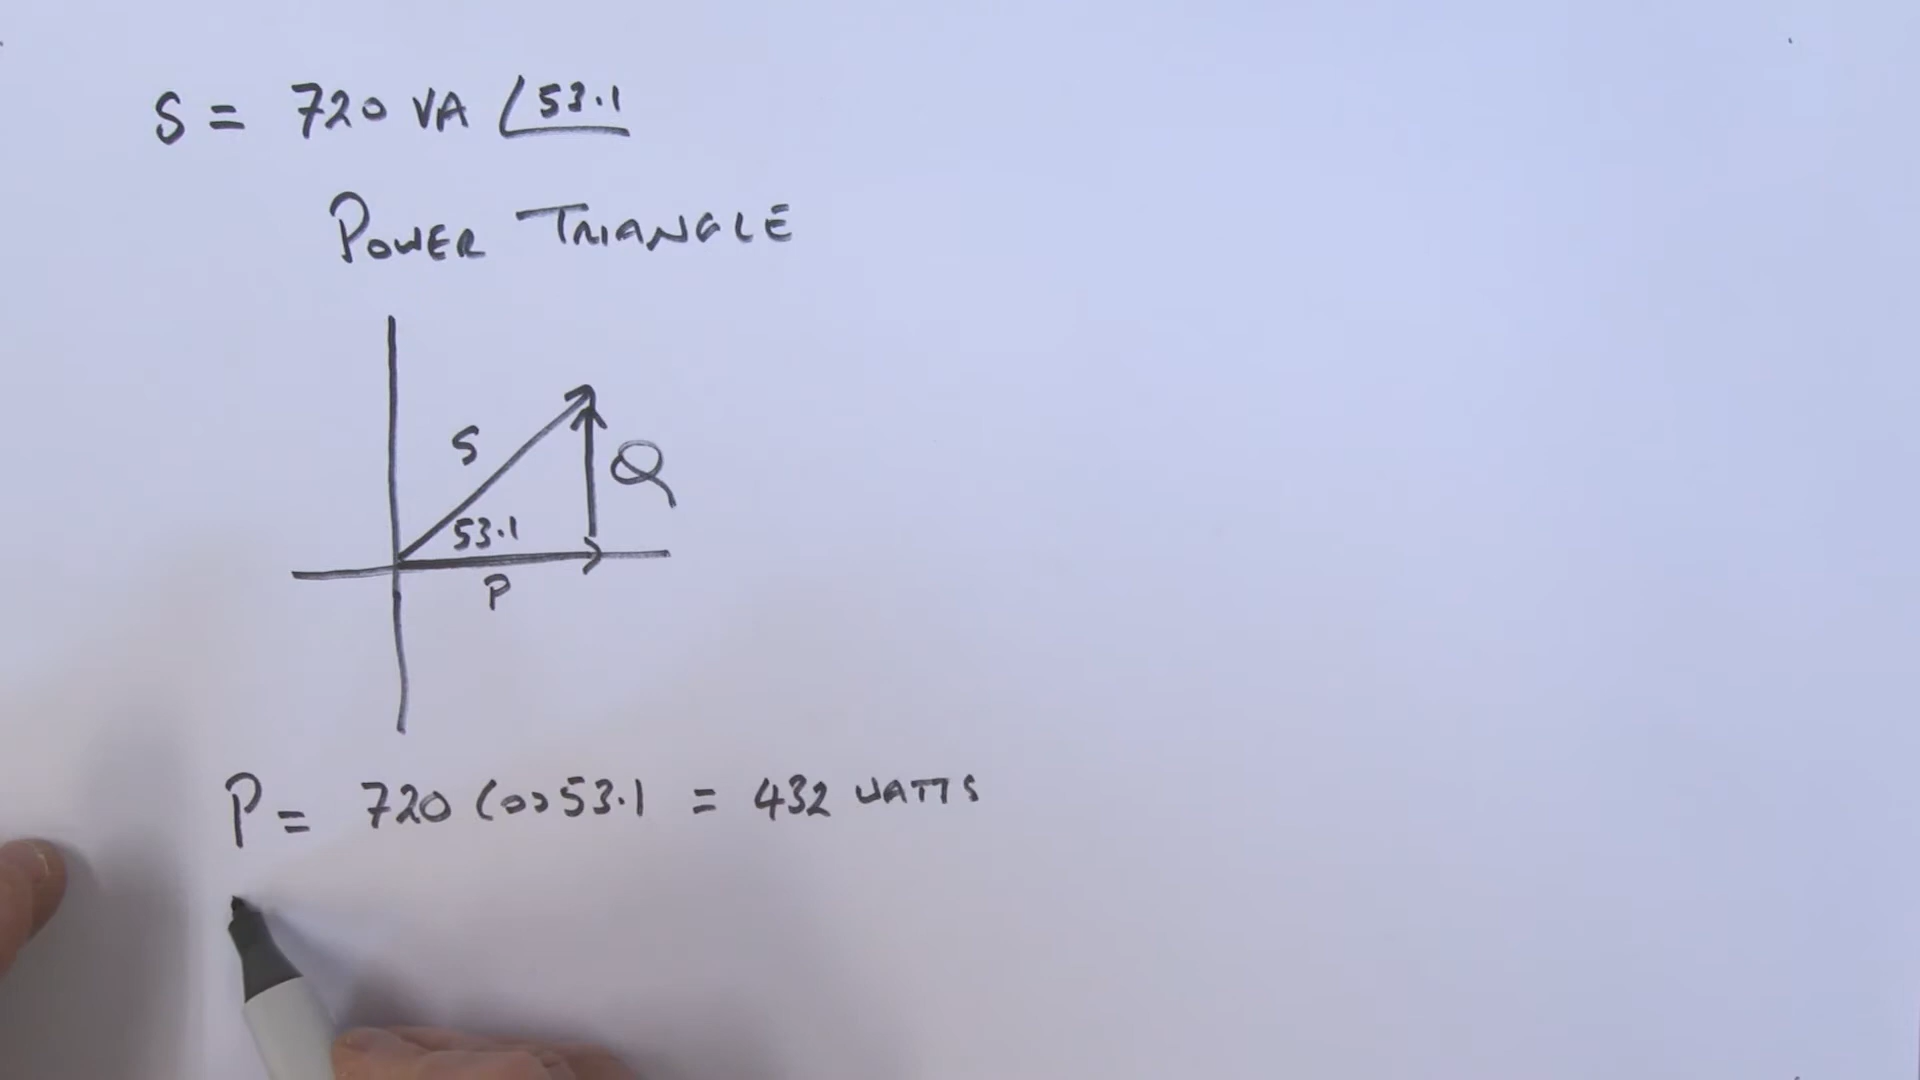 S = 720 VA ∠53.1
POWER TRIANGLE
S
Q
53.1
P
P = 720 Cos 53.1 = 432 WATTS